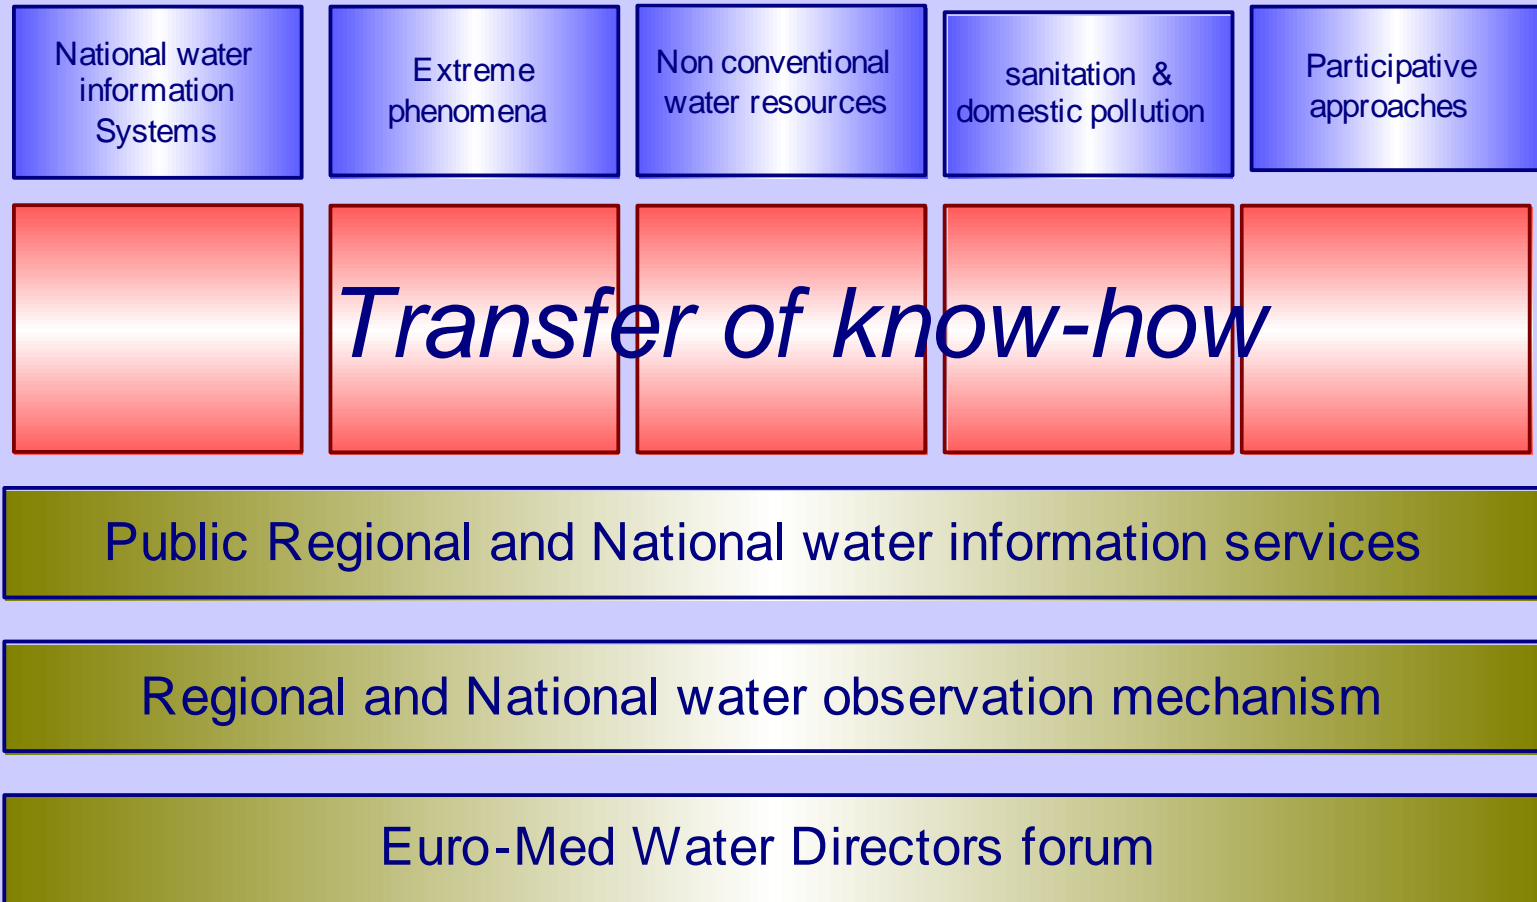 National water
information
Systems
Extreme
phenomena
Non conventional
water resources
sanitation &
domestic pollution
Participative
approaches
Transfer of know-how
Public Regional and National water information services
Regional and National water observation mechanism
Euro-Med Water Directors forum